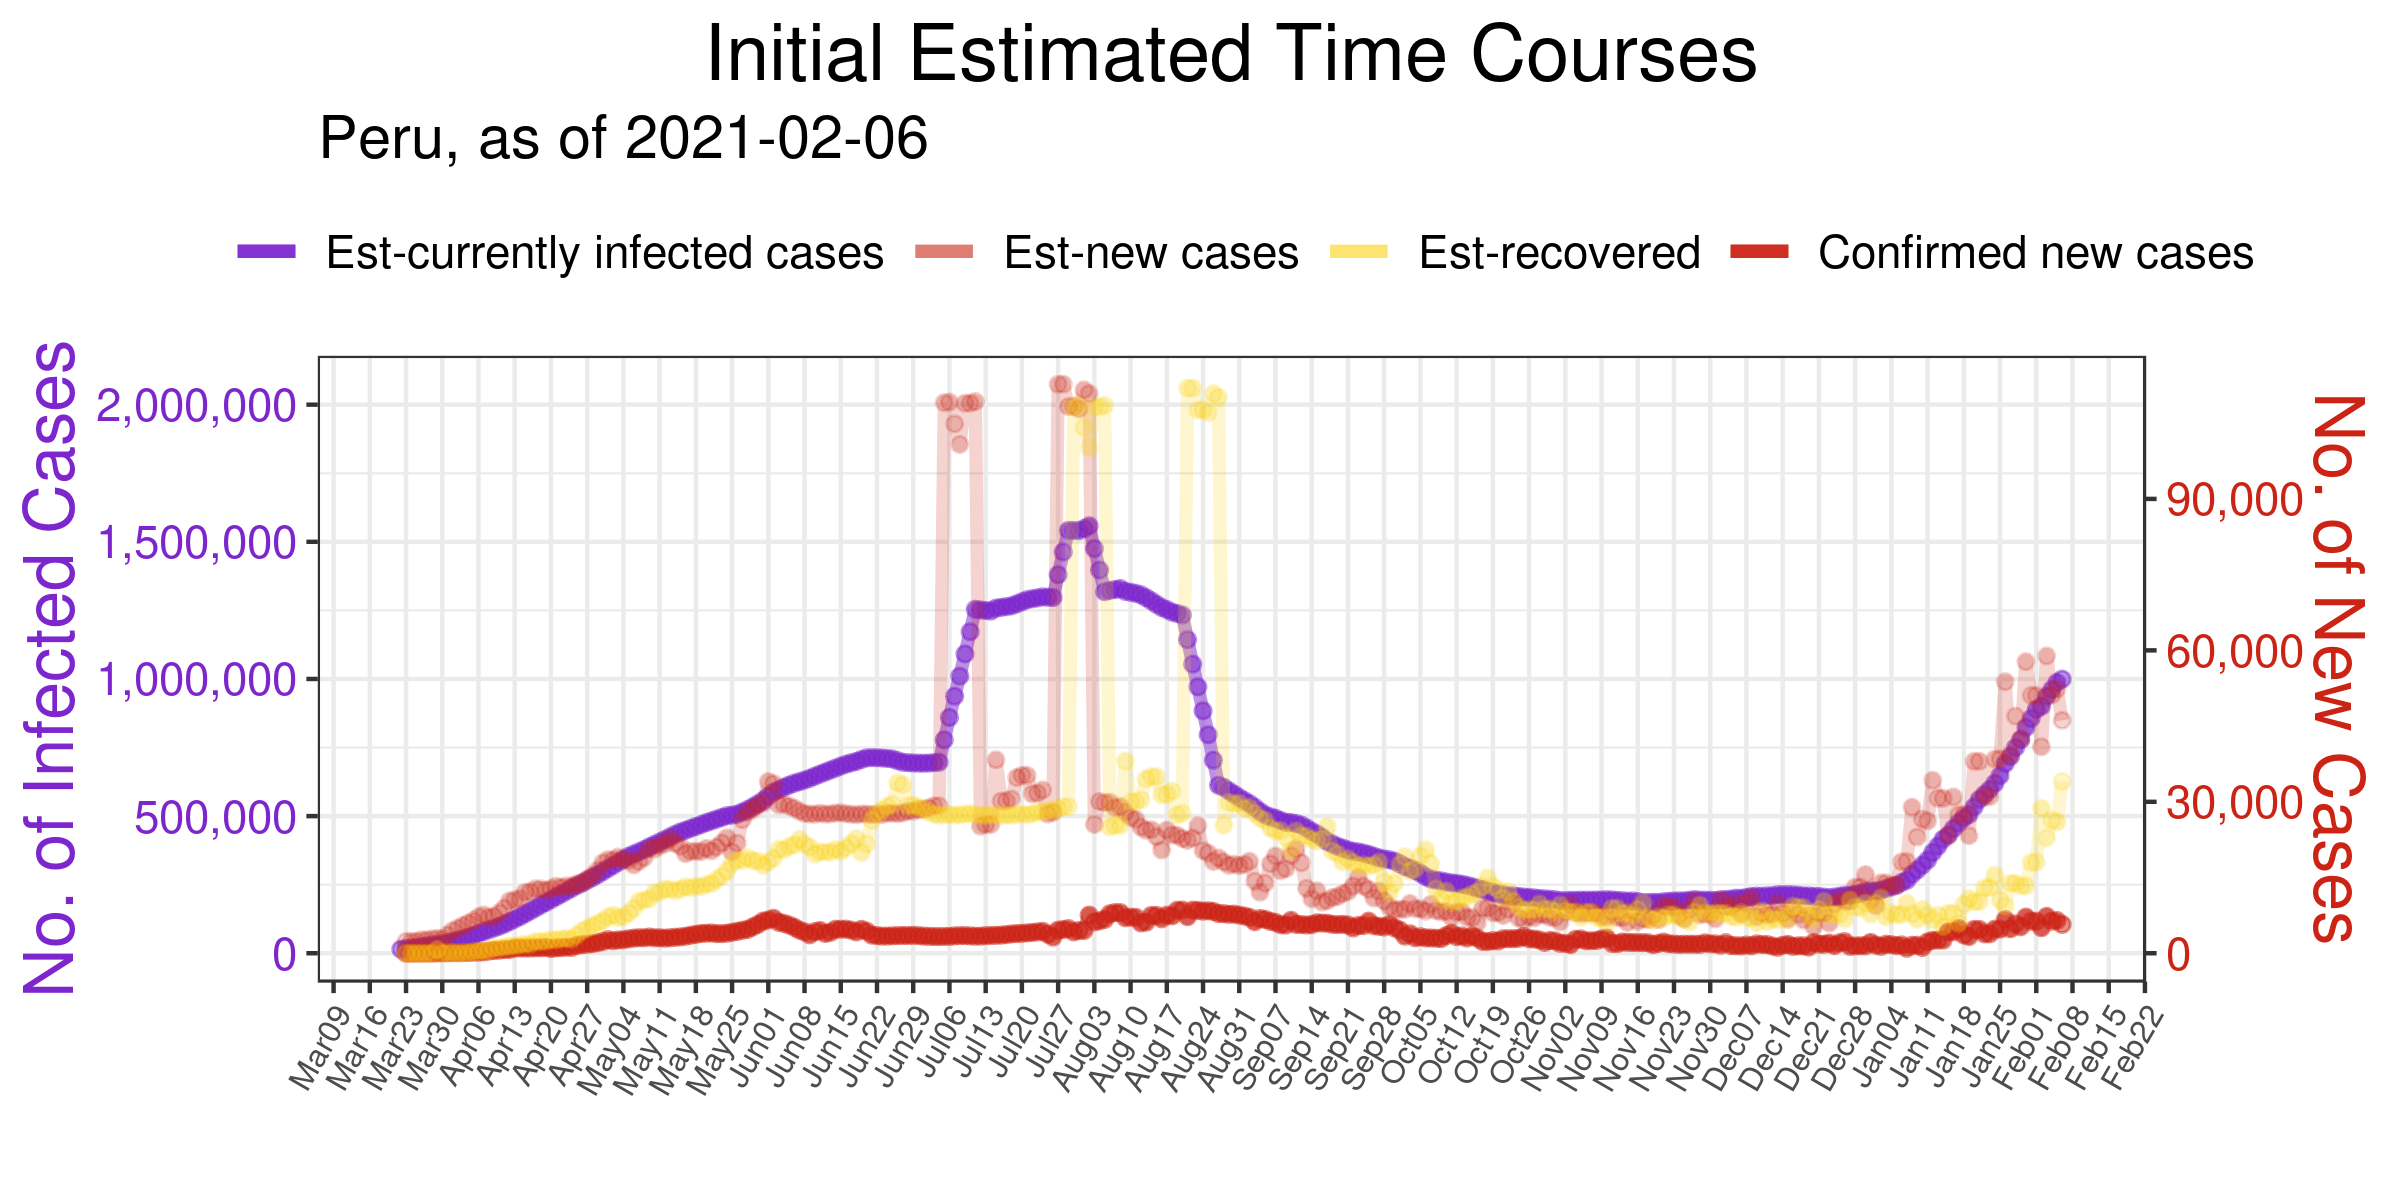 Initial Estimated Time Courses
Peru, as of 2021-02-06
Est-currently infected cases Est-new cases Est-recovered Confirmed new cases
No. of Infected Cases
2,000,000
1,500,000
1,000,000
500,000
0
90,000
60,000
30,000
0
No. of New Cases
Mar09
Mar16
Mar23
Mar30
Apr06
Apr13
Apr20
Apr27
May04
May11
May18
May25
Jun01
Jun08
Jun15
Jun22
Jun29
Jul06
Jul13
Jul20
Jul27
Aug03
Aug10
Aug17
Aug24
Aug31
Sep07
Sep14
Sep21
Sep28
Oct05
Oct12
Oct19
Oct26
Nov02
Nov09
Nov16
Nov23
Nov30
Dec07
Dec14
Dec21
Dec28
Jan04
Jan11
Jan18
Jan25
Feb01
Feb08
Feb15
Feb22